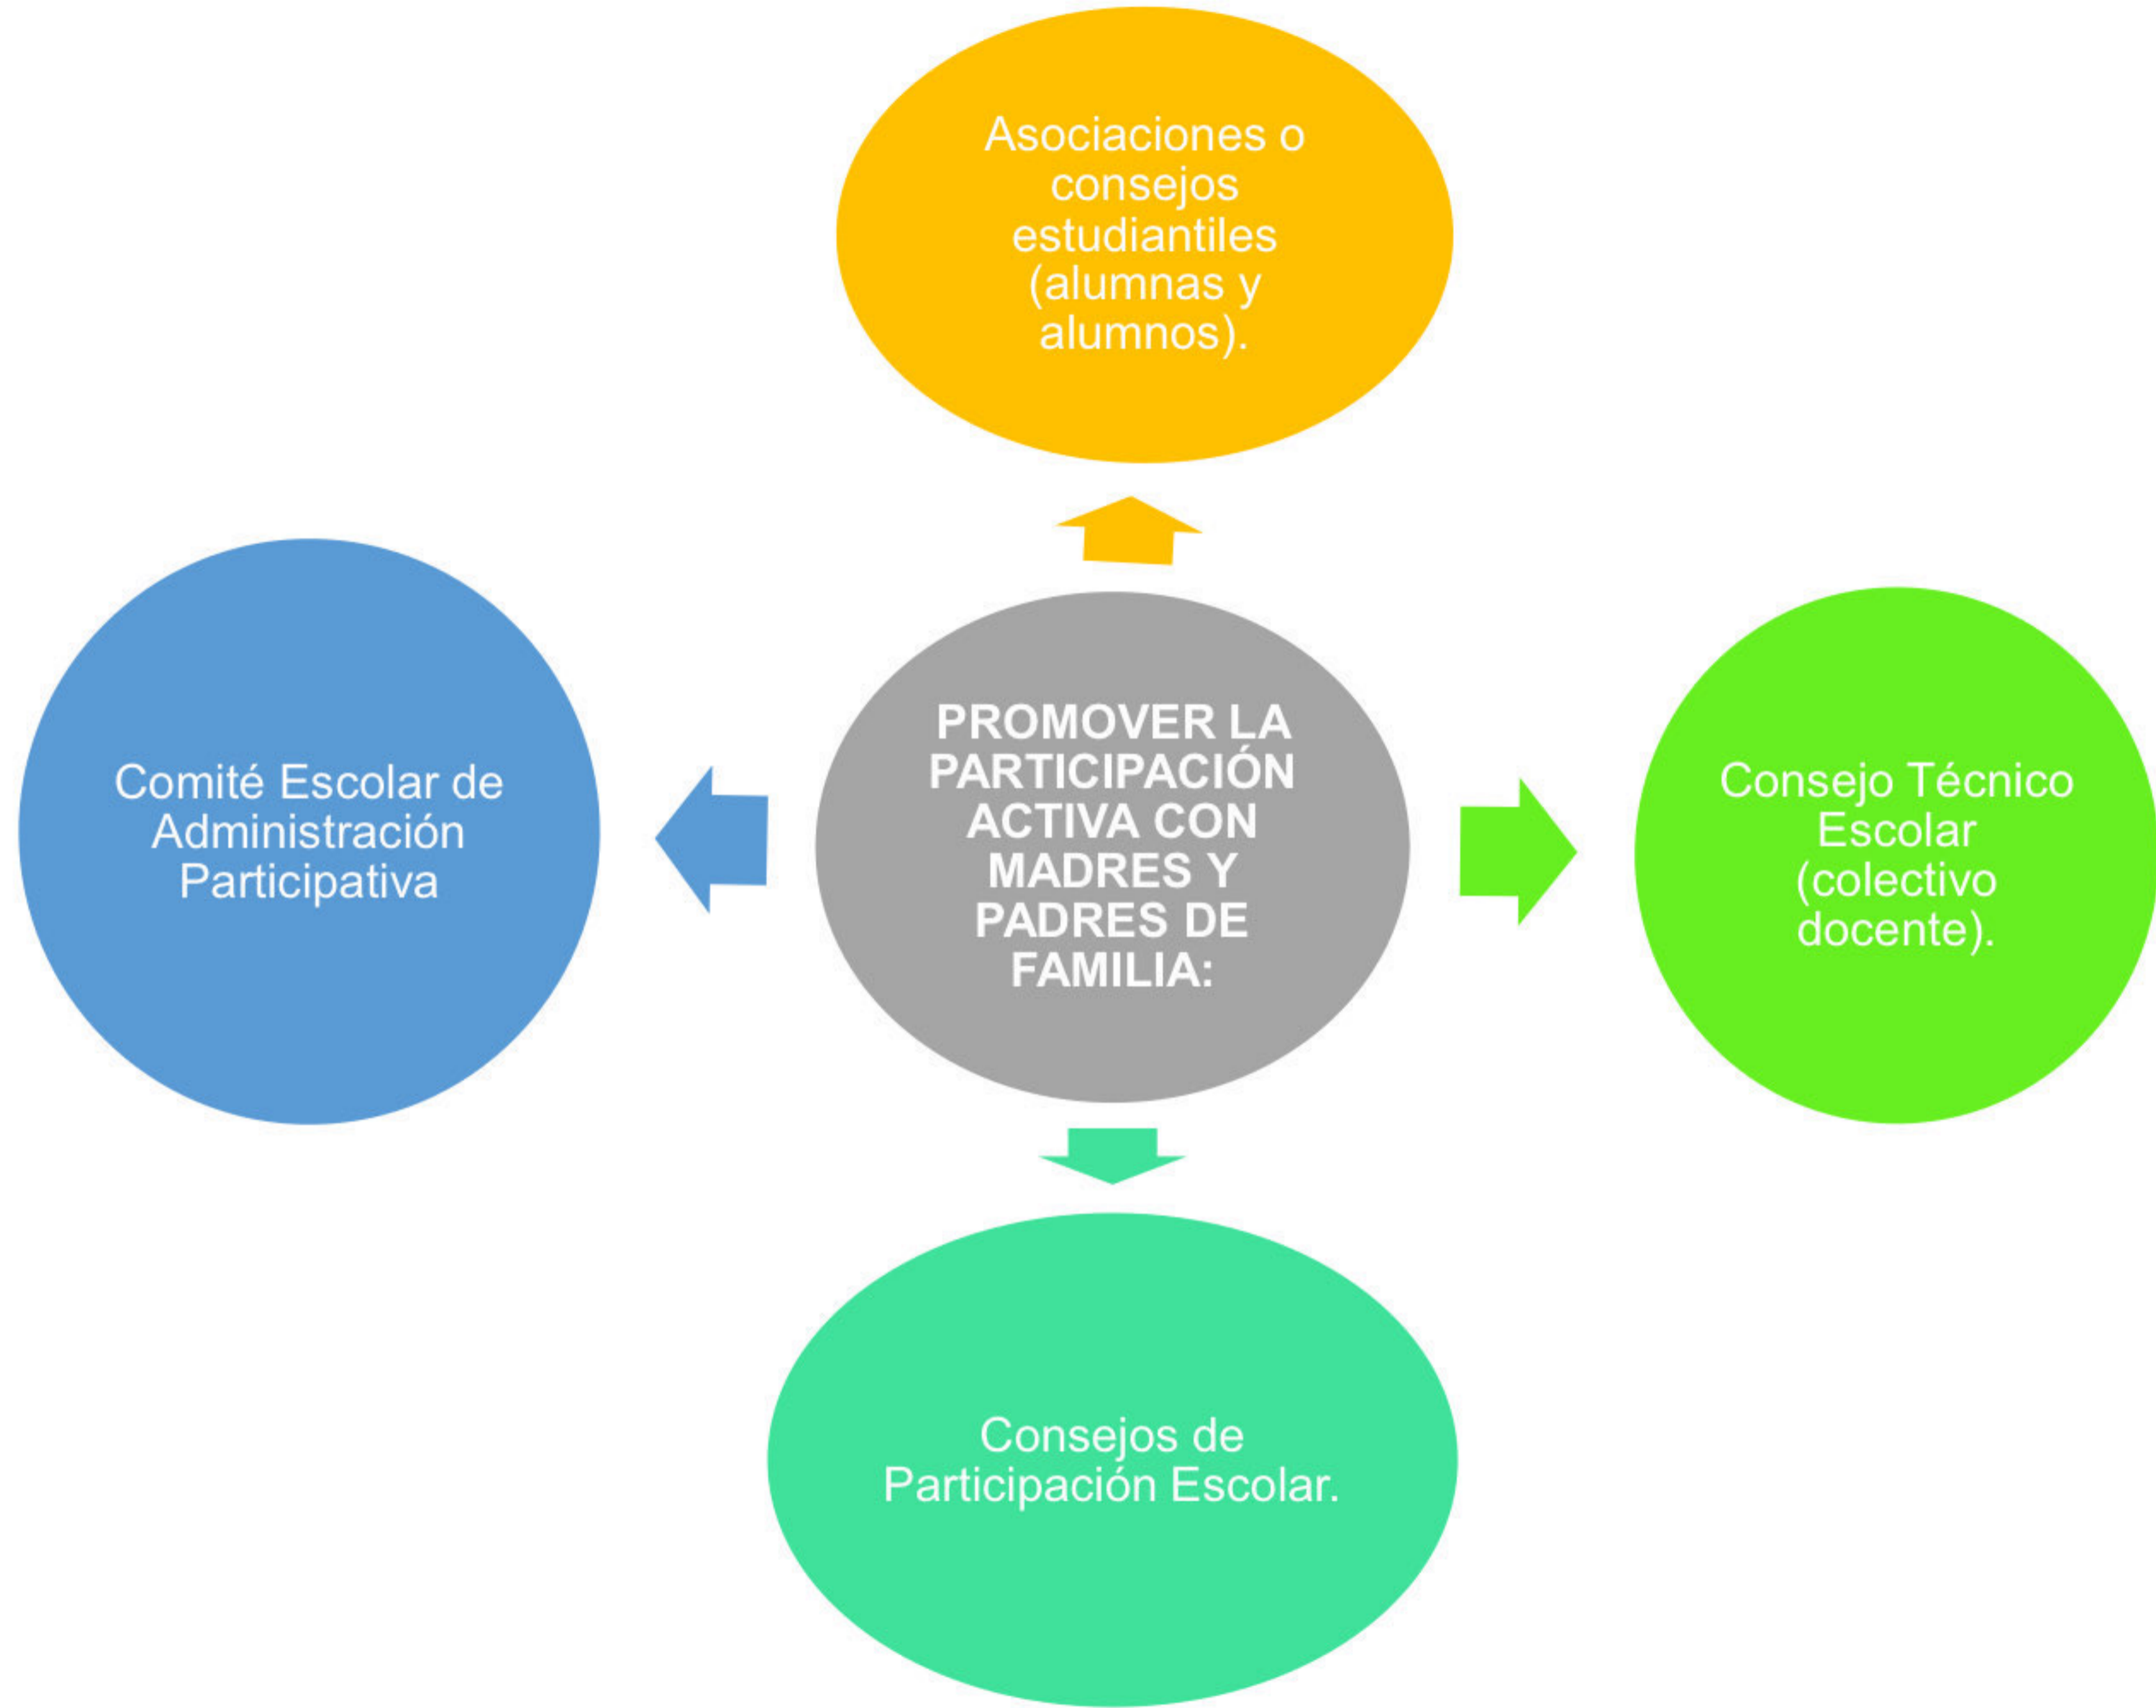 Asociaciones o
consejos
estudiantiles
(alumnas y
alumnos).
Comité Escolar de
Administración
Participativa
PROMOVER LA
PARTICIPACIÓN
ACTIVA CON
MADRES Y
PADRES DE
FAMILIA:
Consejo Técnico
Escolar
(colectivo
docente).
Consejos de
Participación Escolar.